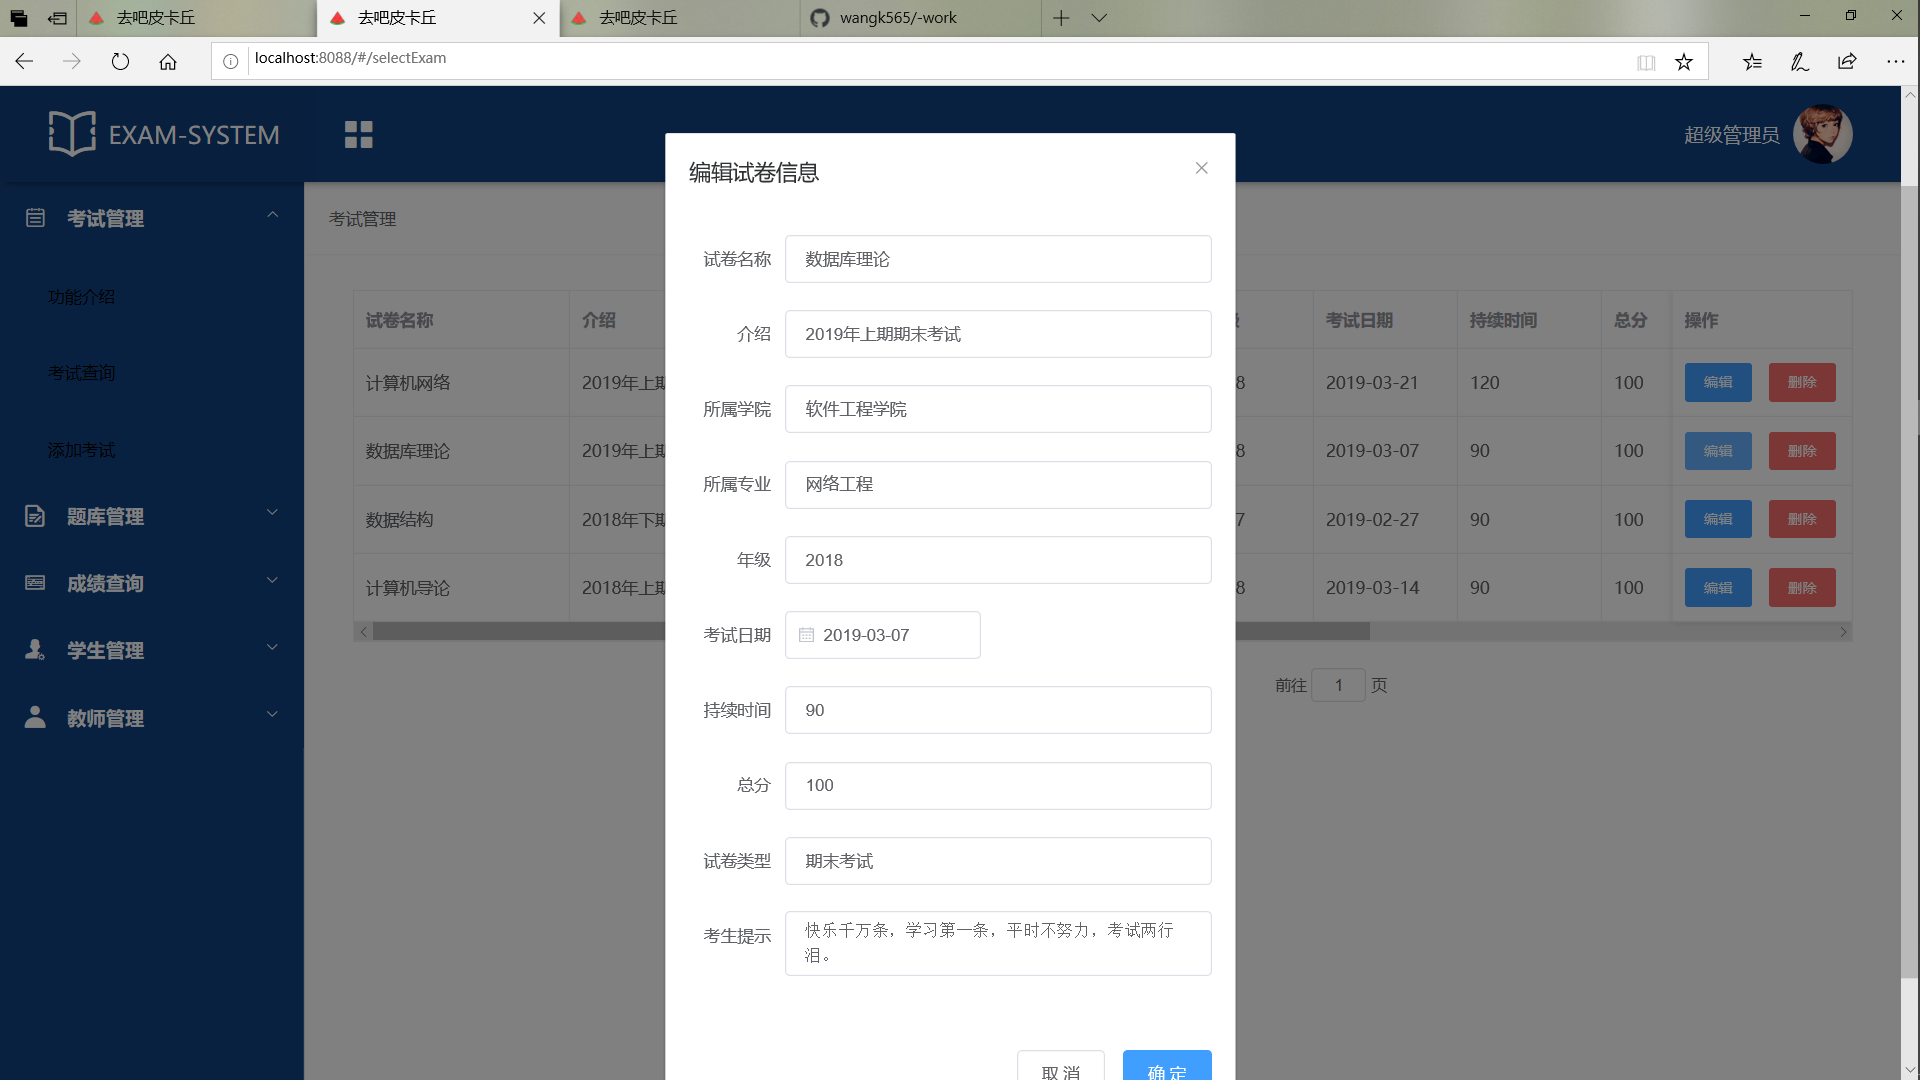 去吧皮卡丘
去吧皮卡丘
去吧皮卡丘
wangk565/-work
localhost:8088/#/selectExam
EXAM-SYSTEM
超级管理员
考试管理
功能介绍
考试查询
添加考试
题库管理
成绩查询
学生管理
教师管理
考试管理
试卷名称 介绍 考试日期 持续时间 总分 操作
计算机网络 2019年上期 8 2019-03-21 120 100 编辑 删除
数据库理论 2019年上期 8 2019-03-07 90 100 编辑 删除
数据结构 2018年下期 7 2019-02-27 90 100 编辑 删除
计算机导论 2018年上期 8 2019-03-14 90 100 编辑 删除
前往 1 页
编辑试卷信息
试卷名称 数据库理论
介绍 2019年上期期末考试
所属学院 软件工程学院
所属专业 网络工程
年级 2018
考试日期 2019-03-07
持续时间 90
总分 100
试卷类型 期末考试
考生提示 快乐千万条，学习第一条，平时不努力，考试两行
泪。
取消 确定